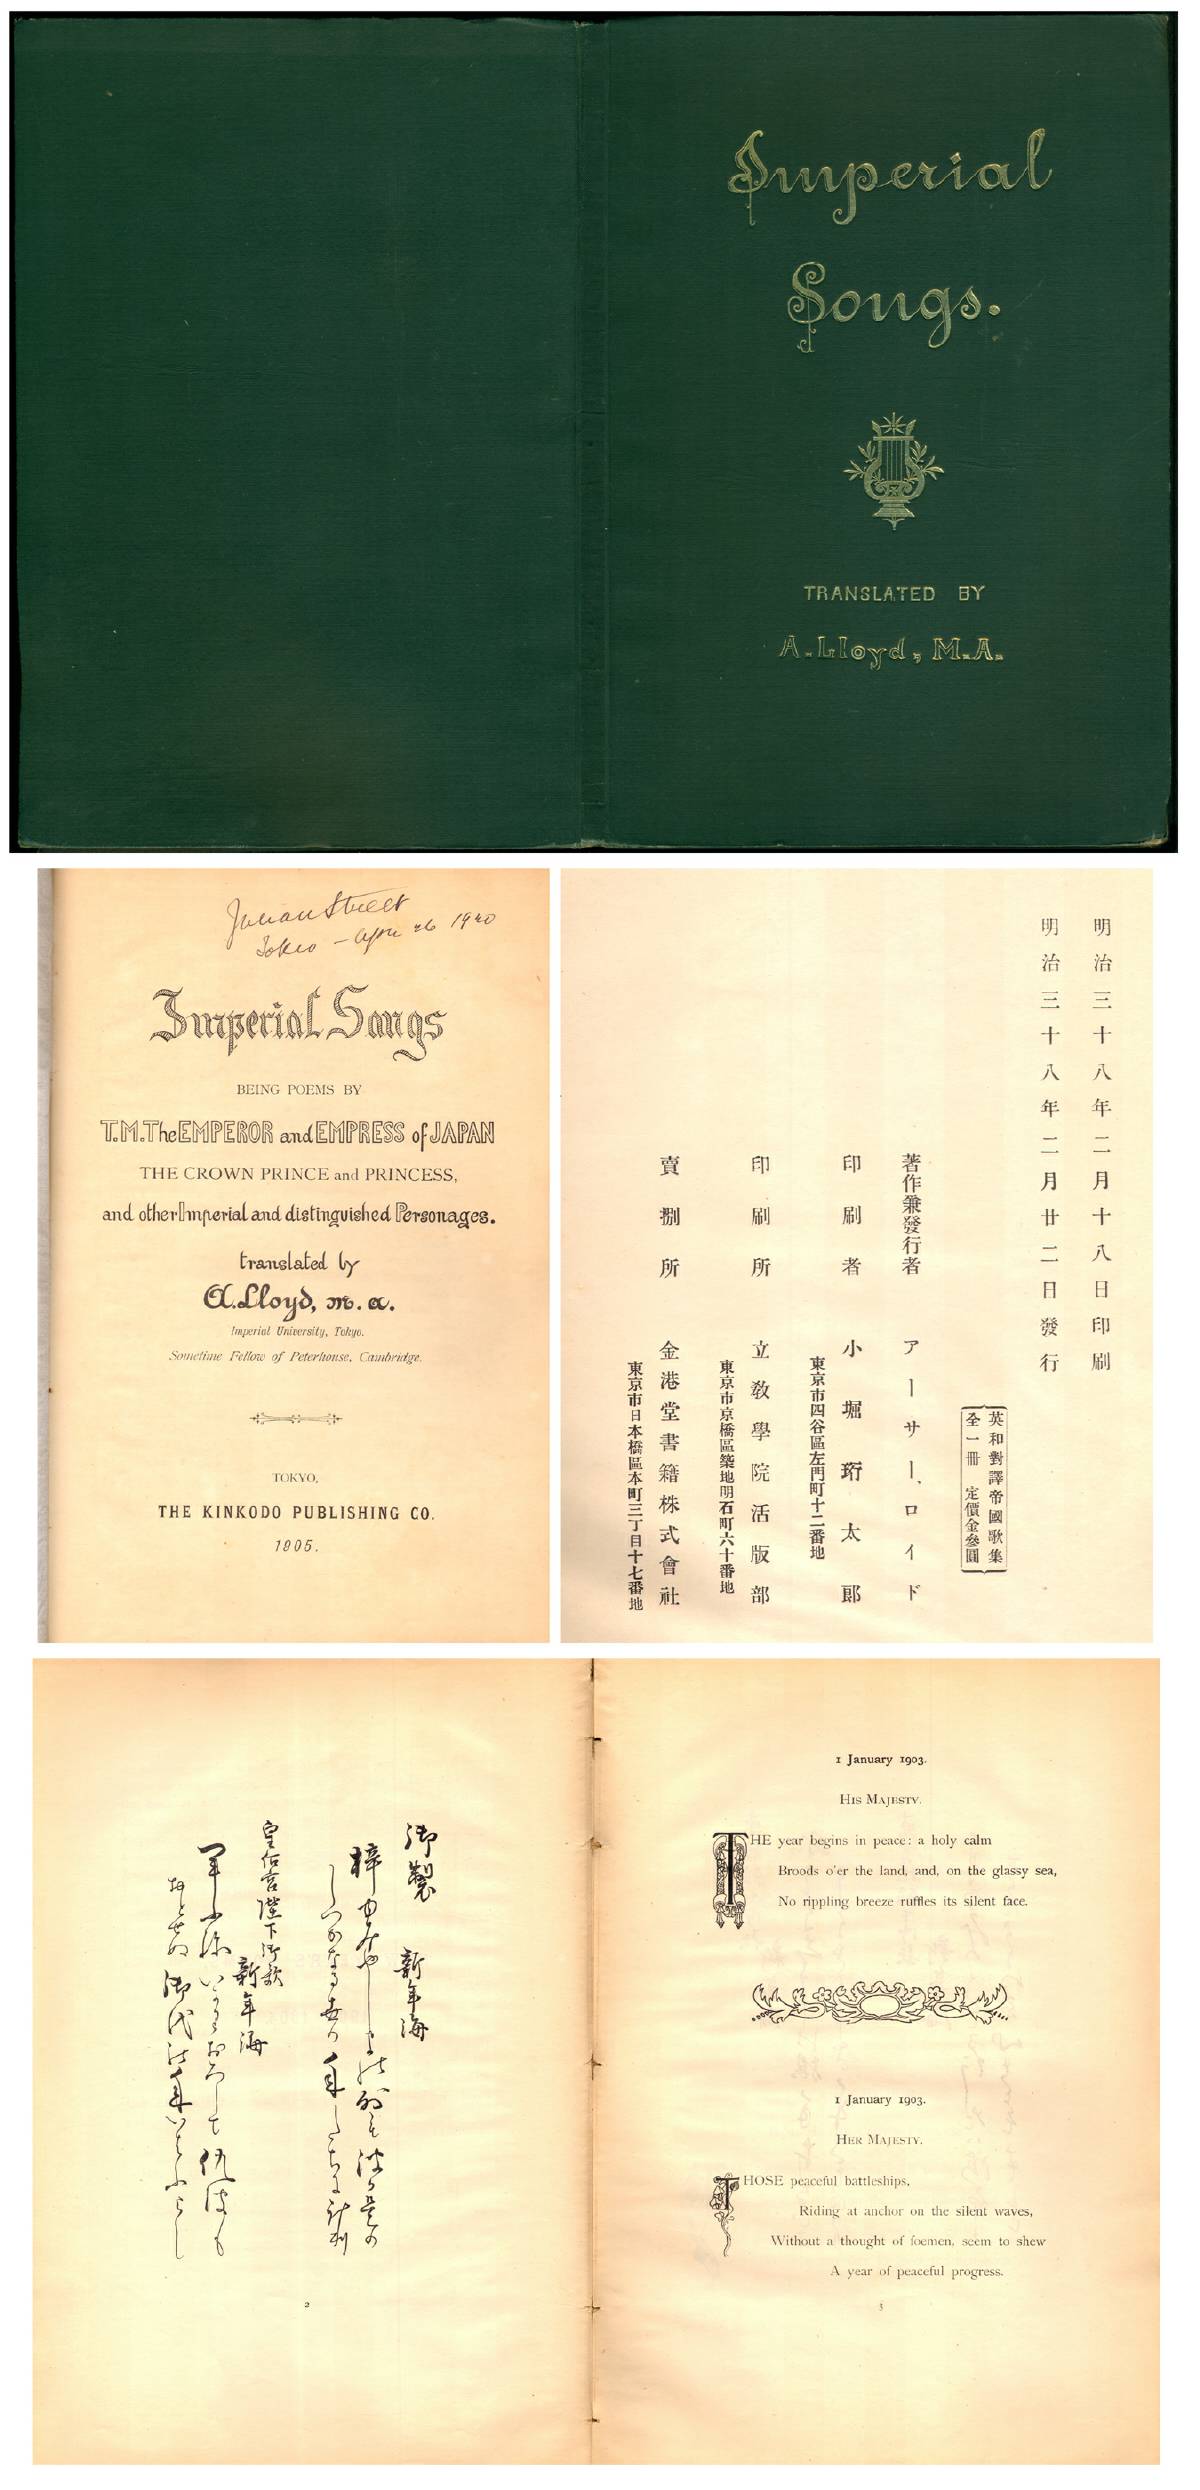 Imperial
Songs.
TRANSLATED BY
A. Lloyd, M.A.
Julian Street
Tokio – 26 1920
Imperial Songs
BEING POEMS BY
T.M. The EMPEROR and EMPRESS of JAPAN
THE CROWN PRINCE and PRINCESS,
and other Imperial and distinguished Personages.
translated by
A. Lloyd, m. a.
Imperial University, Tokyo.
Sometime Fellow of Peterhouse, Cambridge.
TOKYO,
THE KINKODO PUBLISHING CO.
1905.
明治三十八年二月十八日印刷
明治三十八年二月廿二日發行
英和對譯帝國歌集
全一冊 定價金參圓
著作兼發行者 アーサー、ロイド
印刷者 小堀珩太郎
東京市四谷區左門町十二番地
印刷所 立教學院活版部
東京市京橋區築地明石町六十番地
賣捌所 金港堂書籍株式會社
東京市日本橋區本町三丁目十七番地
御製 新年海
皇后宮陛下御歌
新年海
2
1 January 1903.
HIS MAJESTY.
THE year begins in peace: a holy calm
Broods o'er the land, and, on the glassy sea,
No rippling breeze ruffles its silent face.
1 January 1903.
HER MAJESTY.
THOSE peaceful battleships,
Riding at anchor on the silent waves,
Without a thought of foemen, seem to shew
A year of peaceful progress.
3